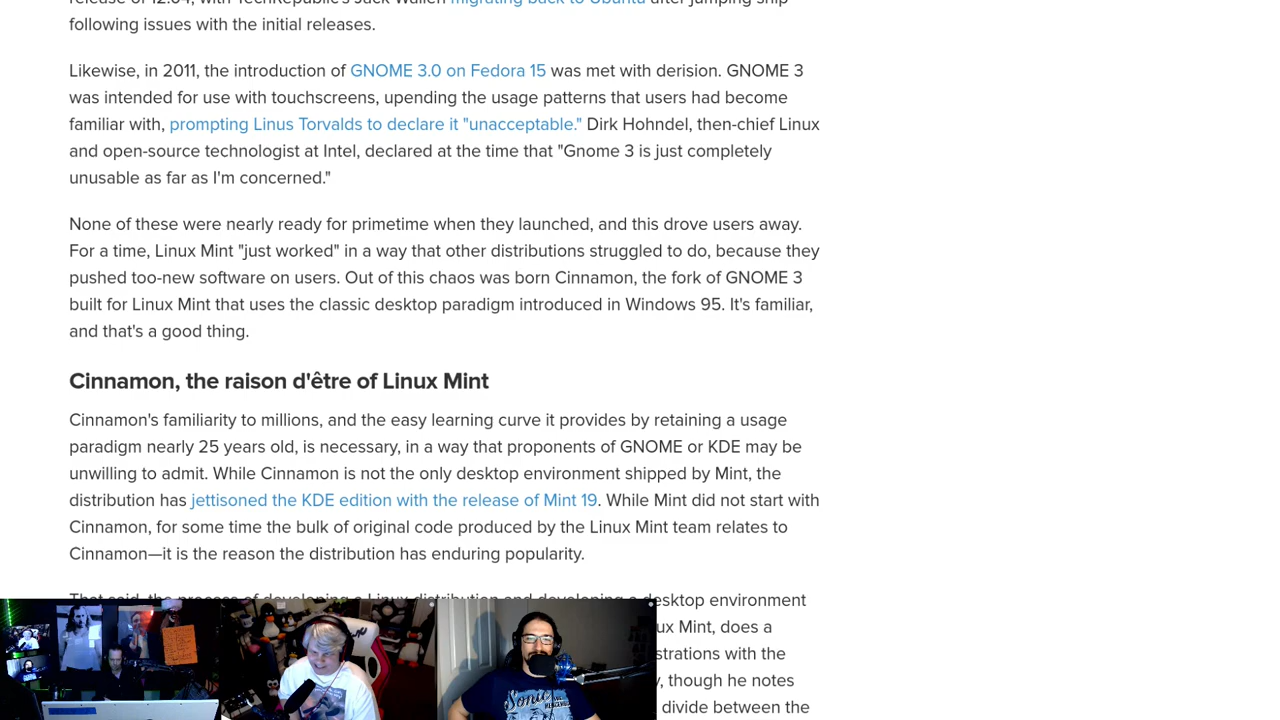 following issues with the initial releases.
Likewise, in 2011, the introduction of GNOME 3.0 on Fedora 15 was met with derision. GNOME 3
was intended for use with touchscreens, upending the usage patterns that users had become
familiar with, prompting Linus Torvalds to declare it "unacceptable." Dirk Hohndel, then-chief Linux
and open-source technologist at Intel, declared at the time that "Gnome 3 is just completely
unusable as far as I'm concerned."
None of these were nearly ready for primetime when they launched, and this drove users away.
For a time, Linux Mint "just worked" in a way that other distributions struggled to do, because they
pushed too-new software on users. Out of this chaos was born Cinnamon, the fork of GNOME 3
built for Linux Mint that uses the classic desktop paradigm introduced in Windows 95. It's familiar,
and that's a good thing.
Cinnamon, the raison d'être of Linux Mint
Cinnamon's familiarity to millions, and the easy learning curve it provides by retaining a usage
paradigm nearly 25 years old, is necessary, in a way that proponents of GNOME or KDE may be
unwilling to admit. While Cinnamon is not the only desktop environment shipped by Mint, the
distribution has jettisoned the KDE edition with the release of Mint 19. While Mint did not start with
Cinnamon, for some time the bulk of original code produced by the Linux Mint team relates to
Cinnamon—it is the reason the distribution has enduring popularity.
desktop environment
ux Mint, does a
strations with the
y, though he notes
divide between the
Sonic